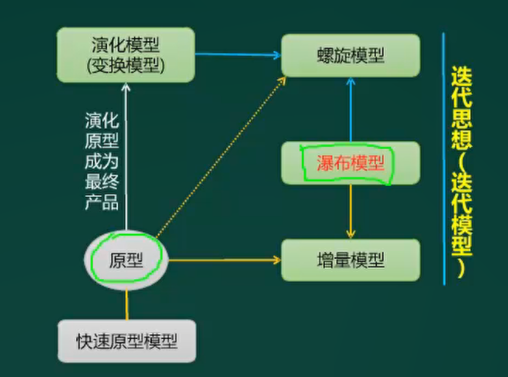 演化模型
(变换模型)
螺旋模型
演化
原型
成为
最终
产品
瀑布模型
原型
增量模型
快速原型模型
迭代思想(迭代模型)